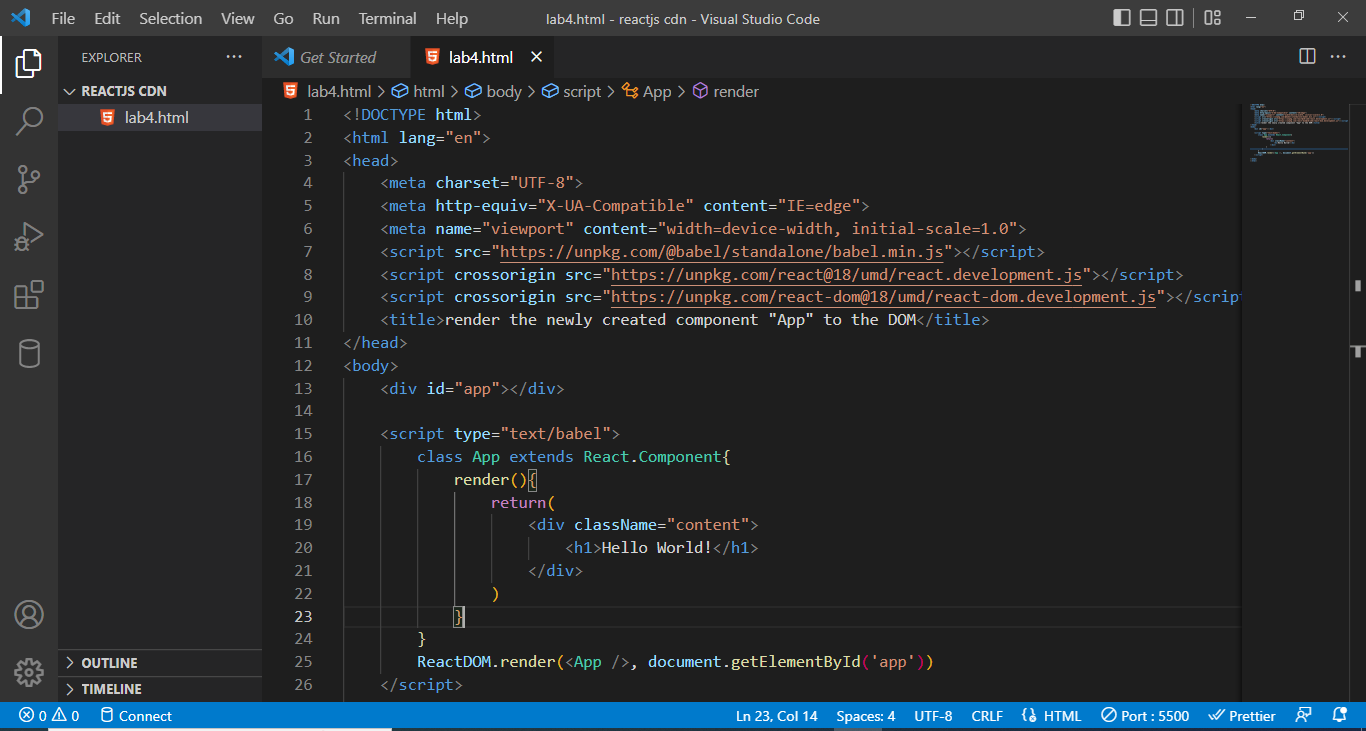 File Edit Selection View Go Run Terminal Help lab4.html - reactjs cdn - Visual Studio Code
EXPLORER ··· Get Started lab4.html
REACTJS CDN
lab4.html
lab4.html > html > body > script > App > render
1 <!DOCTYPE html>
2 <html lang="en">
3 <head>
4 <meta charset="UTF-8">
5 <meta http-equiv="X-UA-Compatible" content="IE=edge">
6 <meta name="viewport" content="width=device-width, initial-scale=1.0">
7 <script src="https://unpkg.com/@babel/standalone/babel.min.js"></script>
8 <script crossorigin src="https://unpkg.com/react@18/umd/react.development.js"></script>
9 <script crossorigin src="https://unpkg.com/react-dom@18/umd/react-dom.development.js"></script
10 <title>render the newly created component "App" to the DOM</title>
11 </head>
12 <body>
13 <div id="app"></div>
14
15 <script type="text/babel">
16 class App extends React.Component{
17 render(){
18 return(
19 <div className="content">
20 <h1>Hello World!</h1>
21 </div>
22 )
23 }
24 }
25 ReactDOM.render(<App />, document.getElementById('app'))
26 </script>
OUTLINE
TIMELINE
0 0 Connect Ln 23, Col 14 Spaces: 4 UTF-8 CRLF HTML Port : 5500 Prettier